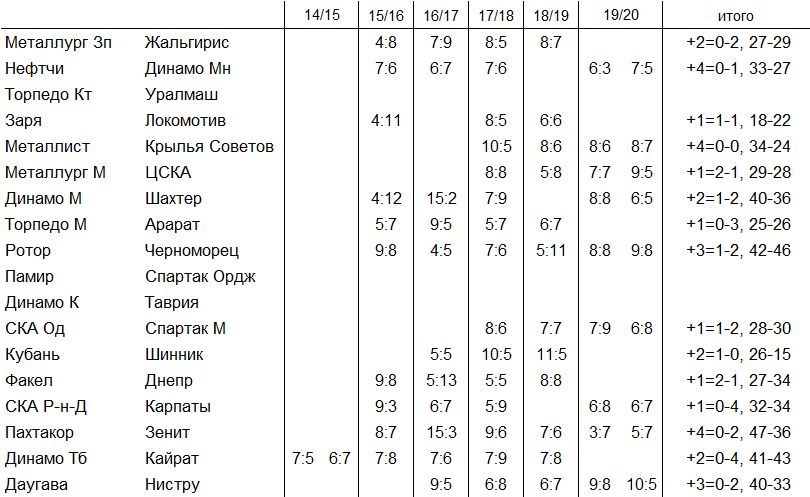 14/15 15/16 16/17 17/18 18/19 19/20 итого
Металлург Зп Жальгирис 4:8 7:9 8:5 8:7 +2=0-2, 27-29
Нефтчи Динамо Мн 7:6 6:7 7:6 6:3 7:5 +4=0-1, 33-27
Торпедо Кт Уралмаш
Заря Локомотив 4:11 8:5 6:6 +1=1-1, 18-22
Металлист Крылья Советов 10:5 8:6 8:6 8:7 +4=0-0, 34-24
Металлург М ЦСКА 8:8 5:8 7:7 9:5 +1=2-1, 29-28
Динамо М Шахтер 4:12 15:2 7:9 8:8 6:5 +2=1-2, 40-36
Торпедо М Арарат 5:7 9:5 5:7 6:7 +1=0-3, 25-26
Ротор Черноморец 9:8 4:5 7:6 5:11 8:8 9:8 +3=1-2, 42-46
Памир Спартак Ордж
Динамо К Таврия
СКА Од Спартак М 8:6 7:7 7:9 6:8 +1=1-2, 28-30
Кубань Шинник 5:5 10:5 11:5 +2=1-0, 26-15
Факел Днепр 9:8 5:13 5:5 8:8 +1=2-1, 27-34
СКА Р-н-Д Карпаты 9:3 6:7 5:9 6:8 6:7 +1=0-4, 32-34
Пахтакор Зенит 8:7 15:3 9:6 7:6 3:7 5:7 +4=0-2, 47-36
Динамо Тб Кайрат 7:5 6:7 7:8 7:6 7:9 7:8 +2=0-4, 41-43
Даугава Нистру 9:5 6:8 6:7 9:8 10:5 +3=0-2, 40-33